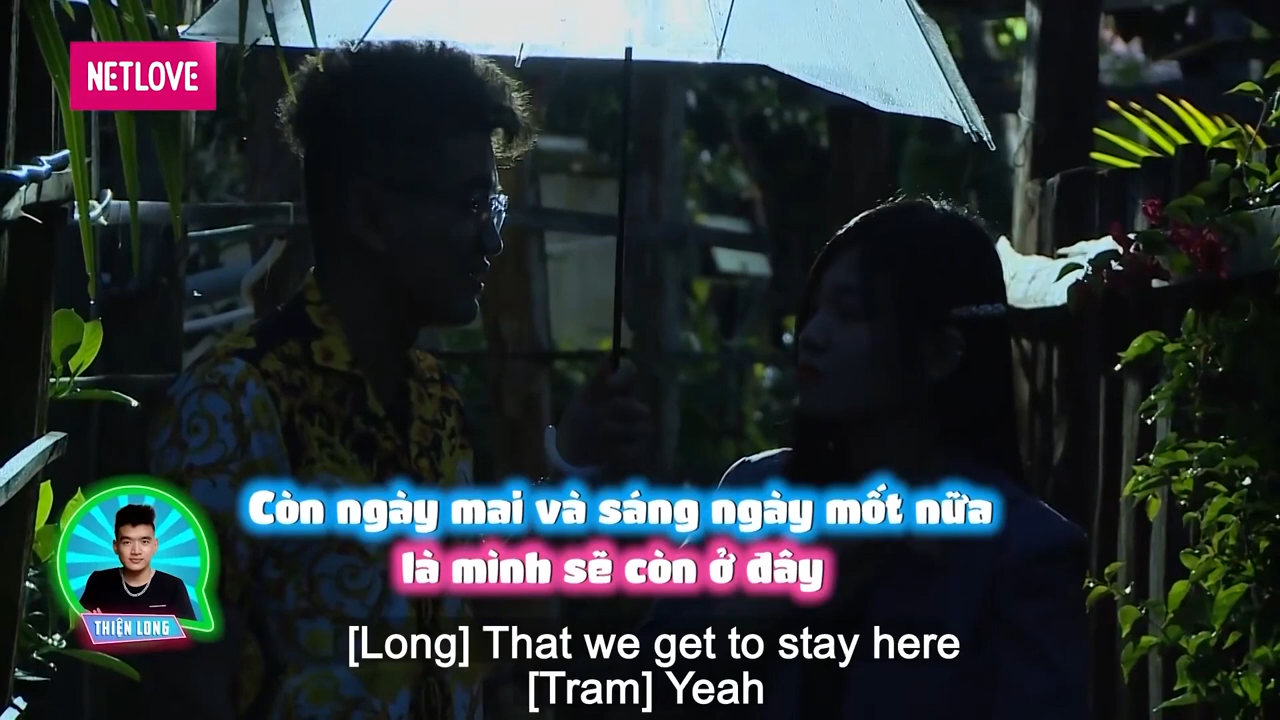 NETLOVE
Còn ngày mai và sáng ngày mốt nữa
là mình sẽ còn ở đây
THIỆN LONG
[Long] That we get to stay here
[Tram] Yeah